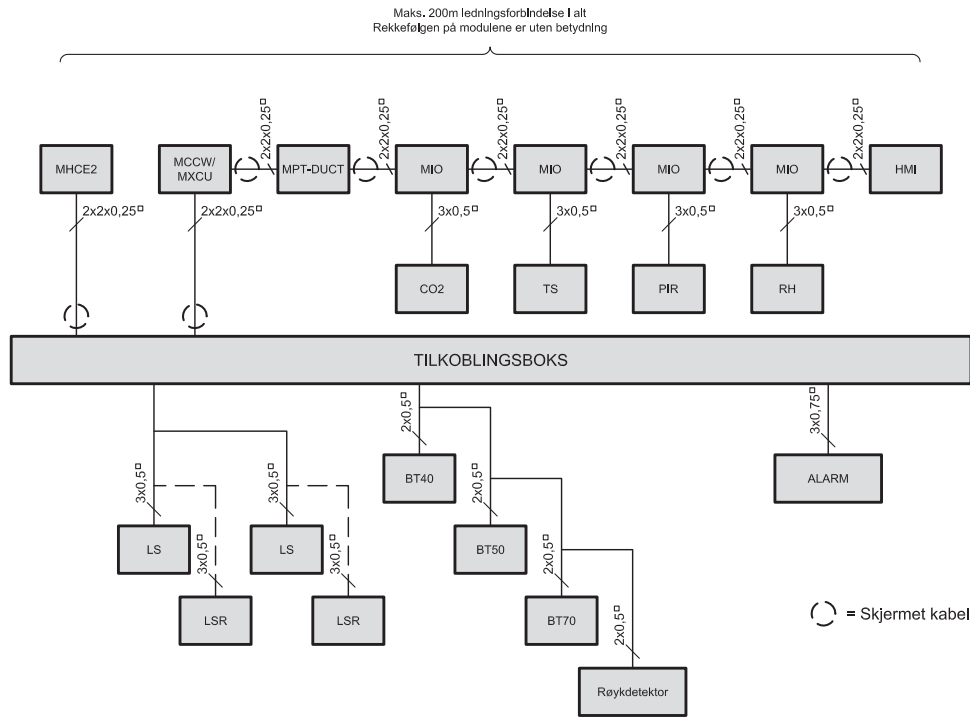 Maks. 200m ledningsforbindelse i alt
Rekkefølgen på modulene er uten betydning
2x2x0,25□
2x2x0,25□
2x2x0,25□
2x2x0,25□
2x2x0,25□
2x2x0,25□
MHCE2
MCCW/
MXCU
MPT-DUCT
MIO
MIO
MIO
MIO
HMI
2x2x0,25□
2x2x0,25□
3x0,5□
3x0,5□
3x0,5□
3x0,5□
CO2
TS
PIR
RH
TILKOBLINGSBOKS
2x0,5□
3x0,75□
3x0,5□
3x0,5□
BT40
ALARM
2x0,5□
LS
LS
BT50
3x0,5□
3x0,5□
2x0,5□
LSR
LSR
BT70
= Skjermet kabel
2x0,5□
Røykdetektor